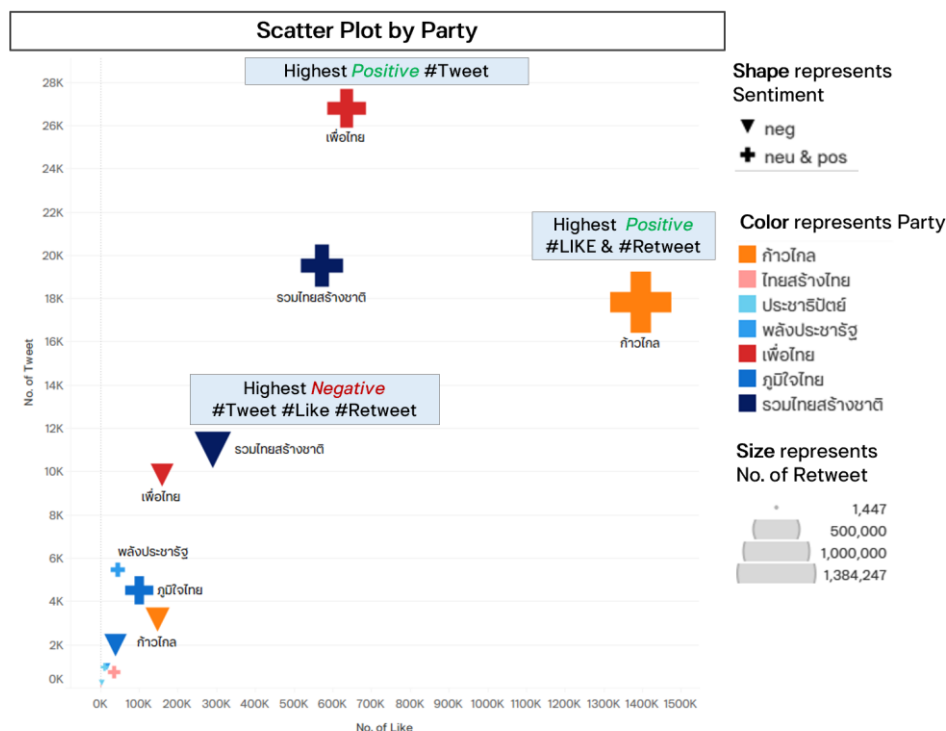 Scatter Plot by Party
Highest Positive #Tweet
28K
26K
24K
22K
20K
18K
16K
14K
12K
10K
8K
6K
4K
2K
0K
No. of Tweet
เพื่อไทย
Highest Positive
#LIKE & #Retweet
รวมไทยสร้างชาติ
ก้าวไกล
Highest Negative
#Tweet #Like #Retweet
รวมไทยสร้างชาติ
เพื่อไทย
พลังประชารัฐ
ภูมิใจไทย
ก้าวไกล
0K 100K 200K 300K 400K 500K 600K 700K 800K 900K 1000K 1100K 1200K 1300K 1400K 1500K
No. of Like
Shape represents
Sentiment
neg
neu & pos
Color represents Party
ก้าวไกล
ไทยสร้างไทย
ประชาธิปัตย์
พลังประชารัฐ
เพื่อไทย
ภูมิใจไทย
รวมไทยสร้างชาติ
Size represents
No. of Retweet
1,447
500,000
1,000,000
1,384,247